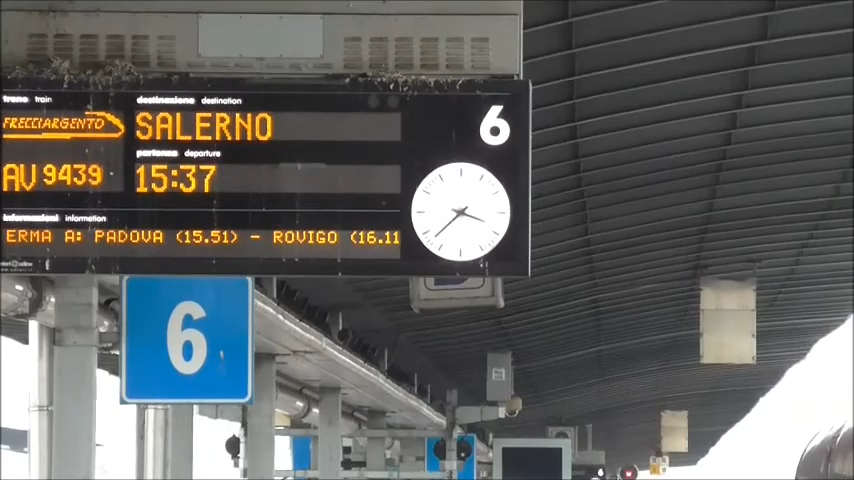 treno train
destinazione destination
FRECCIARGENTO
SALERNO
6
partenza departure
AV 9439
15:37
informazioni information
ERMA A: PADOVA (15.51) - ROVIGO (16.11
6